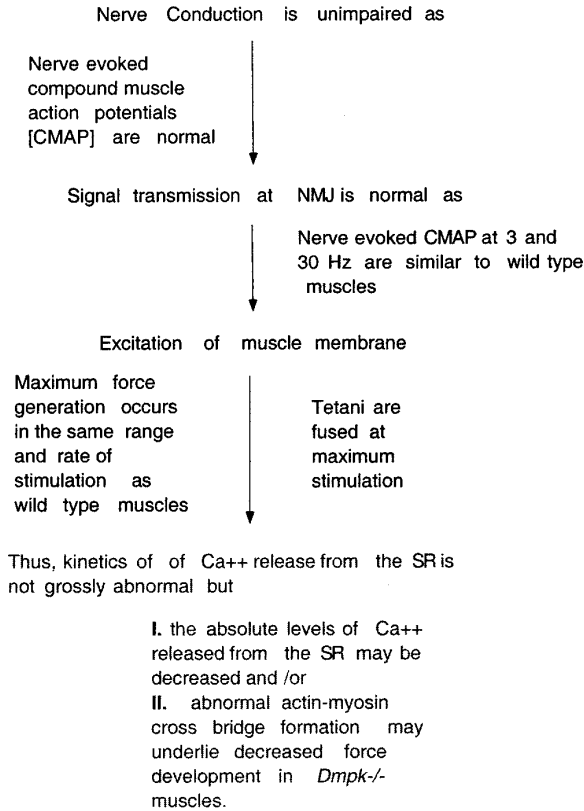 Nerve Conduction is unimpaired as
Nerve evoked
compound muscle
action potentials
[CMAP] are normal
Signal transmission at NMJ is normal as
Nerve evoked CMAP at 3 and
30 Hz are similar to wild type
muscles
Excitation of muscle membrane
Maximum force
generation occurs
in the same range
and rate of
stimulation as
wild type muscles
Tetani are
fused at
maximum
stimulation
Thus, kinetics of of Ca++ release from the SR is
not grossly abnormal but
I. the absolute levels of Ca++
released from the SR may be
decreased and /or
II. abnormal actin-myosin
cross bridge formation may
underlie decreased force
development in Dmpk-/-
muscles.